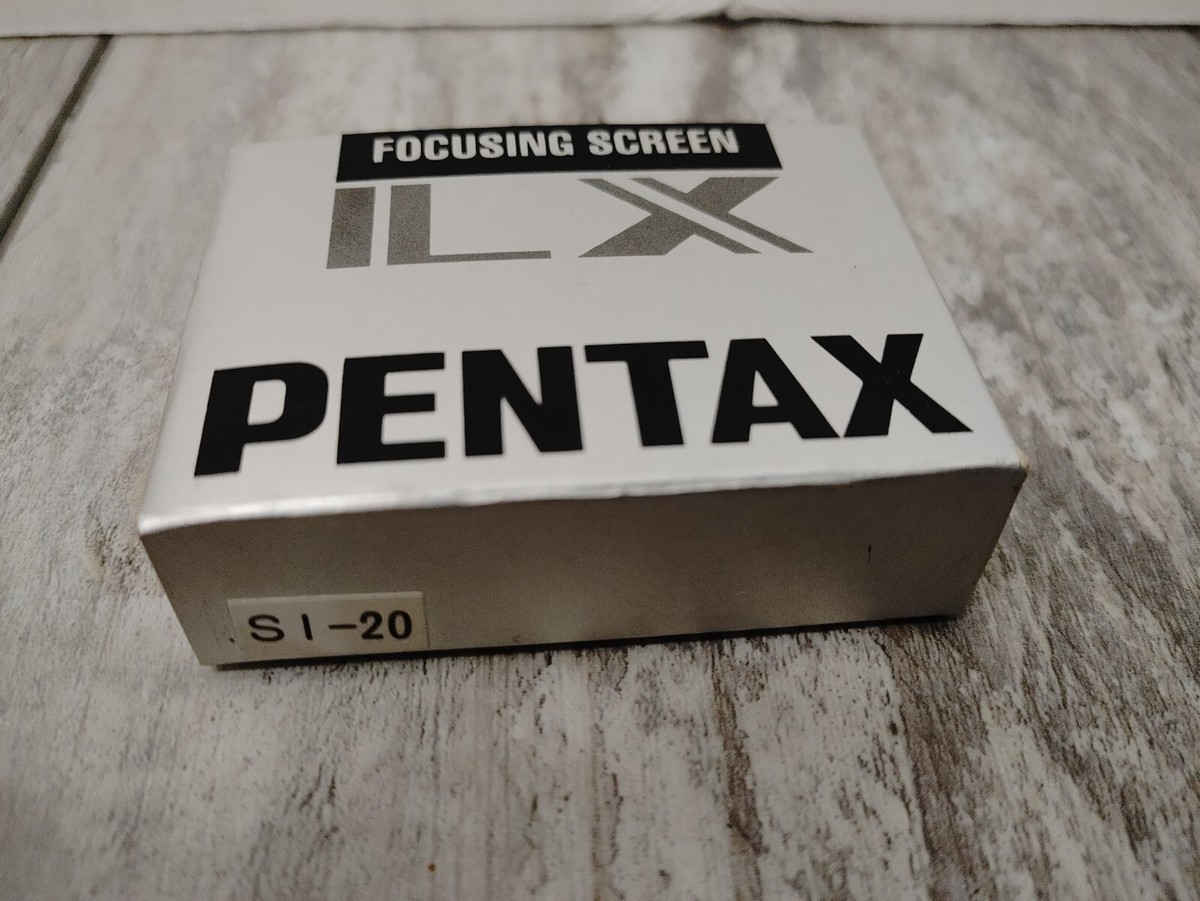 FOCUSING SCREEN
LX
PENTAX
SI-20